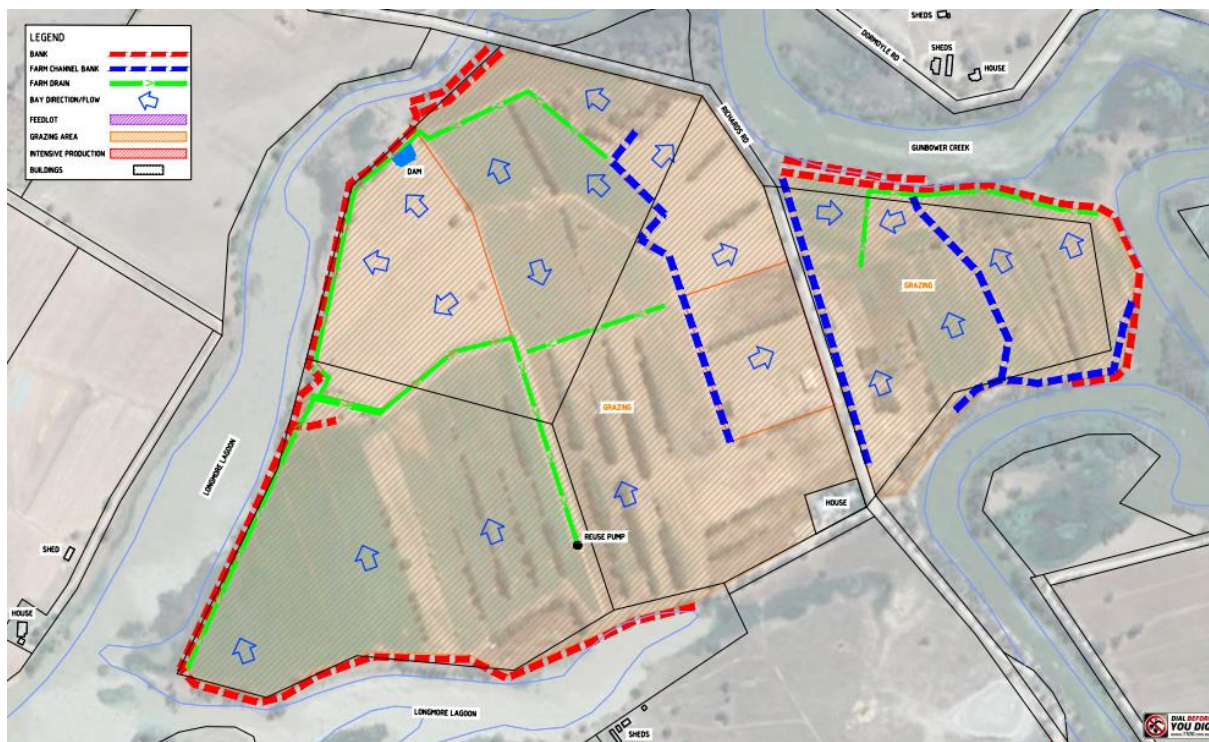 LEGEND
BANK
FARM CHANNEL BANK
FARM DRAIN
BAY DIRECTION/FLOW
FEEDLOT
GRAZING AREA
INTENSIVE PRODUCTION
BUILDINGS
SHEDS
DORMOYLE RD
SHEDS
HOUSE
RICHARDS RD
GUNBOWER CREEK
DAM
GRAZING
GRAZING
LONGMORE LAGOON
HOUSE
REUSE PUMP
SHED
HOUSE
LONGMORE LAGOON
SHEDS
DIAL BEFORE
YOU DIG